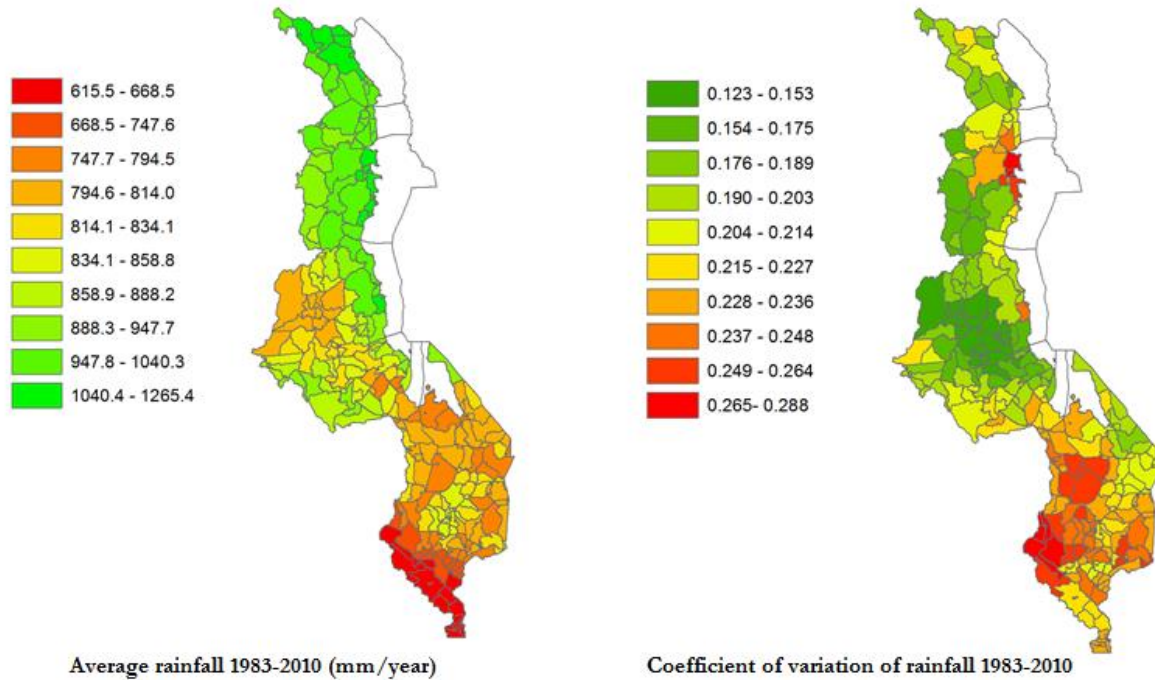 615.5 - 668.5
668.5 - 747.6
747.7 - 794.5
794.6 - 814.0
814.1 - 834.1
834.1 - 858.8
858.9 - 888.2
888.3 - 947.7
947.8 - 1040.3
1040.4 - 1265.4
Average rainfall 1983-2010 (mm/year)
0.123 - 0.153
0.154 - 0.175
0.176 - 0.189
0.190 - 0.203
0.204 - 0.214
0.215 - 0.227
0.228 - 0.236
0.237 - 0.248
0.249 - 0.264
0.265- 0.288
Coefficient of variation of rainfall 1983-2010